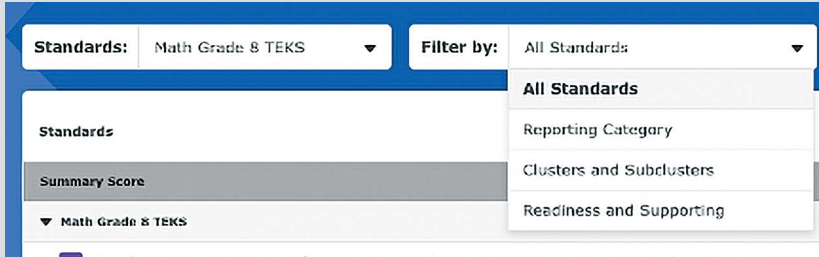 Standards: Math Grade 8 TEKS Filter by: All Standards
All Standards
Reporting Category
Clusters and Subclusters
Readiness and Supporting
Standards
Summary Score
Math Grade 8 TEKS